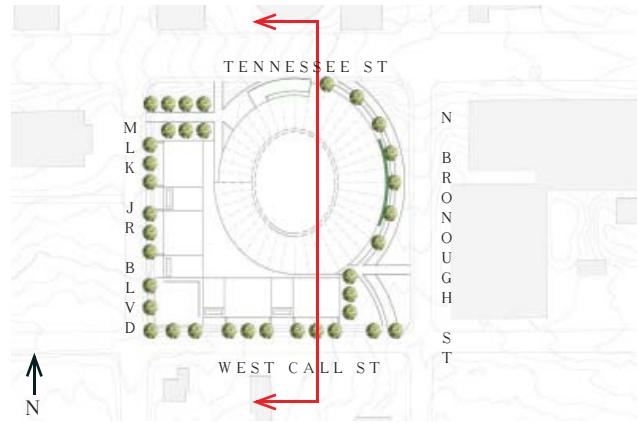 TENNESSEE ST
MLK JR BLVD
N BRONOUGH ST
WEST CALL ST
N